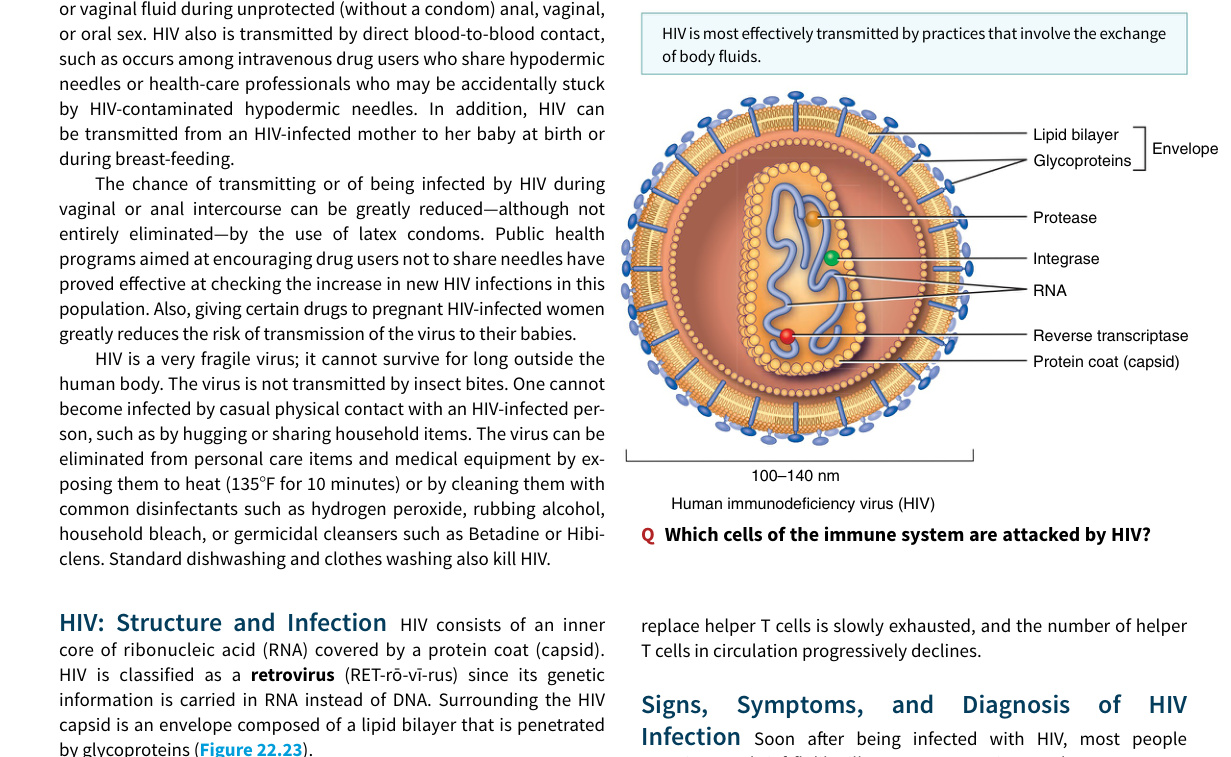 or vaginal fluid during unprotected (without a condom) anal, vaginal,
or oral sex. HIV also is transmitted by direct blood-to-blood contact,
such as occurs among intravenous drug users who share hypodermic
needles or health-care professionals who may be accidentally stuck
by HIV-contaminated hypodermic needles. In addition, HIV can
be transmitted from an HIV-infected mother to her baby at birth or
during breast-feeding.
The chance of transmitting or of being infected by HIV during
vaginal or anal intercourse can be greatly reduced—although not
entirely eliminated—by the use of latex condoms. Public health
programs aimed at encouraging drug users not to share needles have
proved effective at checking the increase in new HIV infections in this
population. Also, giving certain drugs to pregnant HIV-infected women
greatly reduces the risk of transmission of the virus to their babies.
HIV is a very fragile virus; it cannot survive for long outside the
human body. The virus is not transmitted by insect bites. One cannot
become infected by casual physical contact with an HIV-infected per-
son, such as by hugging or sharing household items. The virus can be
eliminated from personal care items and medical equipment by ex-
posing them to heat (135°F for 10 minutes) or by cleaning them with
common disinfectants such as hydrogen peroxide, rubbing alcohol,
household bleach, or germicidal cleansers such as Betadine or Hibi-
clens. Standard dishwashing and clothes washing also kill HIV.
HIV: Structure and Infection HIV consists of an inner
core of ribonucleic acid (RNA) covered by a protein coat (capsid).
HIV is classified as a retrovirus (RET-rō-vī-rus) since its genetic
information is carried in RNA instead of DNA. Surrounding the HIV
capsid is an envelope composed of a lipid bilayer that is penetrated
by glycoproteins (Figure 22.23).
HIV is most effectively transmitted by practices that involve the exchange
of body fluids.
Lipid bilayer
Envelope
Glycoproteins
Protease
Integrase
RNA
Reverse transcriptase
Protein coat (capsid)
100–140 nm
Human immunodeficiency virus (HIV)
Q Which cells of the immune system are attacked by HIV?
replace helper T cells is slowly exhausted, and the number of helper
T cells in circulation progressively declines.
Signs, Symptoms, and Diagnosis of HIV
Infection Soon after being infected with HIV, most people